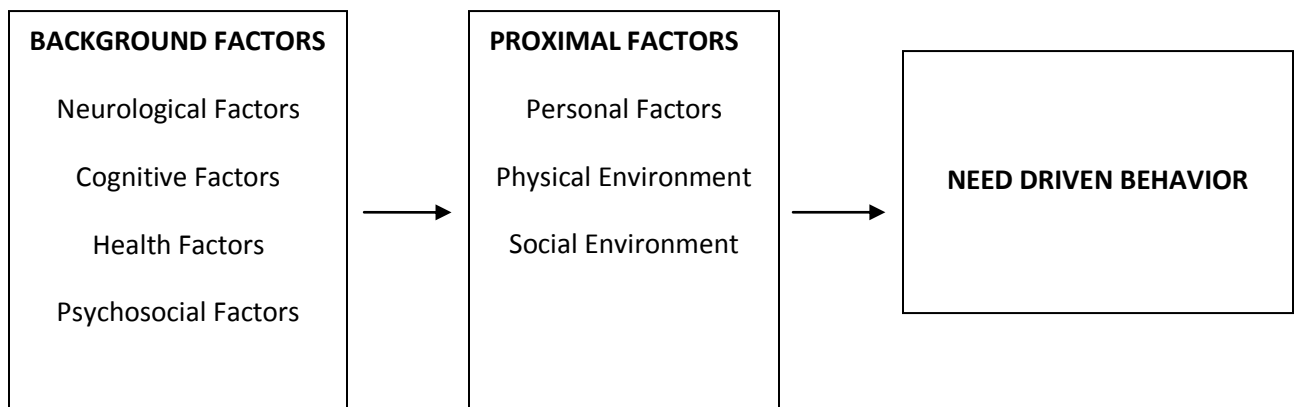 BACKGROUND FACTORS
Neurological Factors
Cognitive Factors
Health Factors
Psychosocial Factors
PROXIMAL FACTORS
Personal Factors
Physical Environment
Social Environment
NEED DRIVEN BEHAVIOR